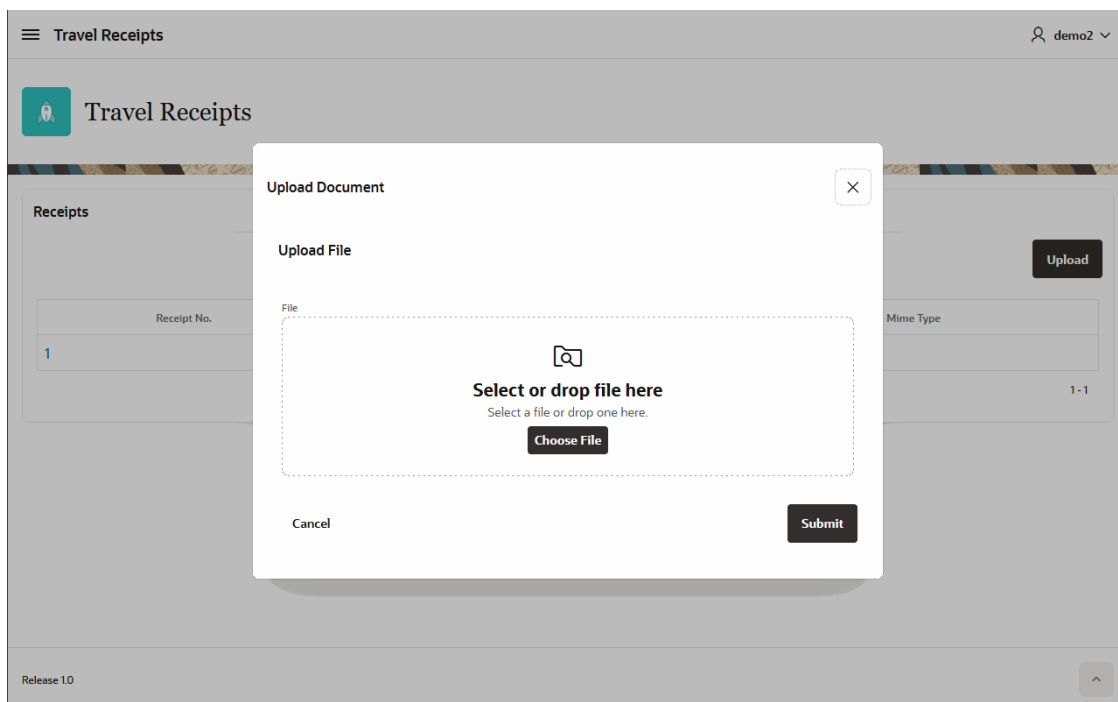 Travel Receipts
demo2
Travel Receipts
Upload Document
Receipts
Upload File
Upload
File
Receipt No.
Mime Type
1
Select or drop file here
Select a file or drop one here.
1 - 1
Choose File
Cancel
Submit
Release 1.0